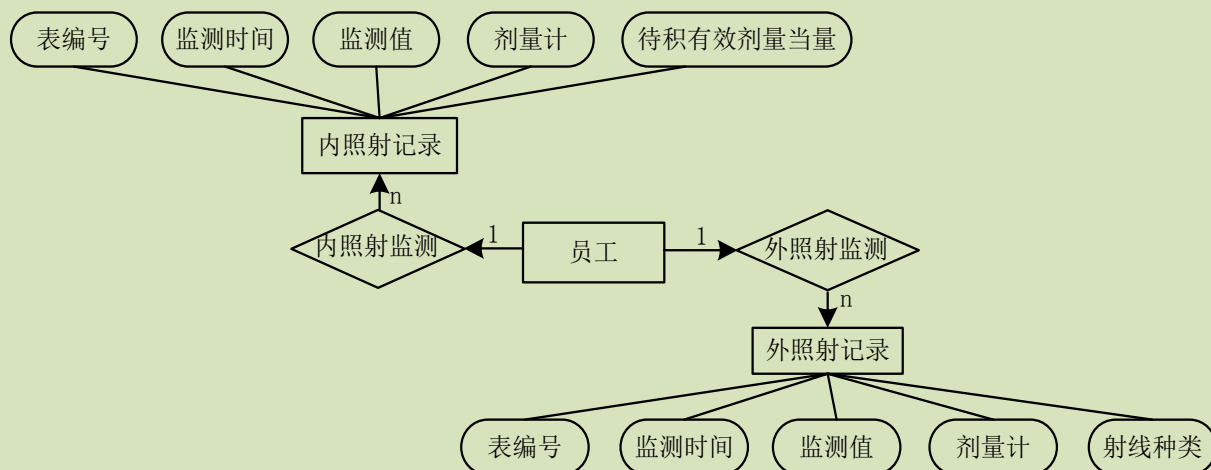 表编号 监测时间 监测值 剂量计 待积有效剂量当量
内照射记录
n
内照射监测 1 员工 1 外照射监测
n
外照射记录
表编号 监测时间 监测值 剂量计 射线种类